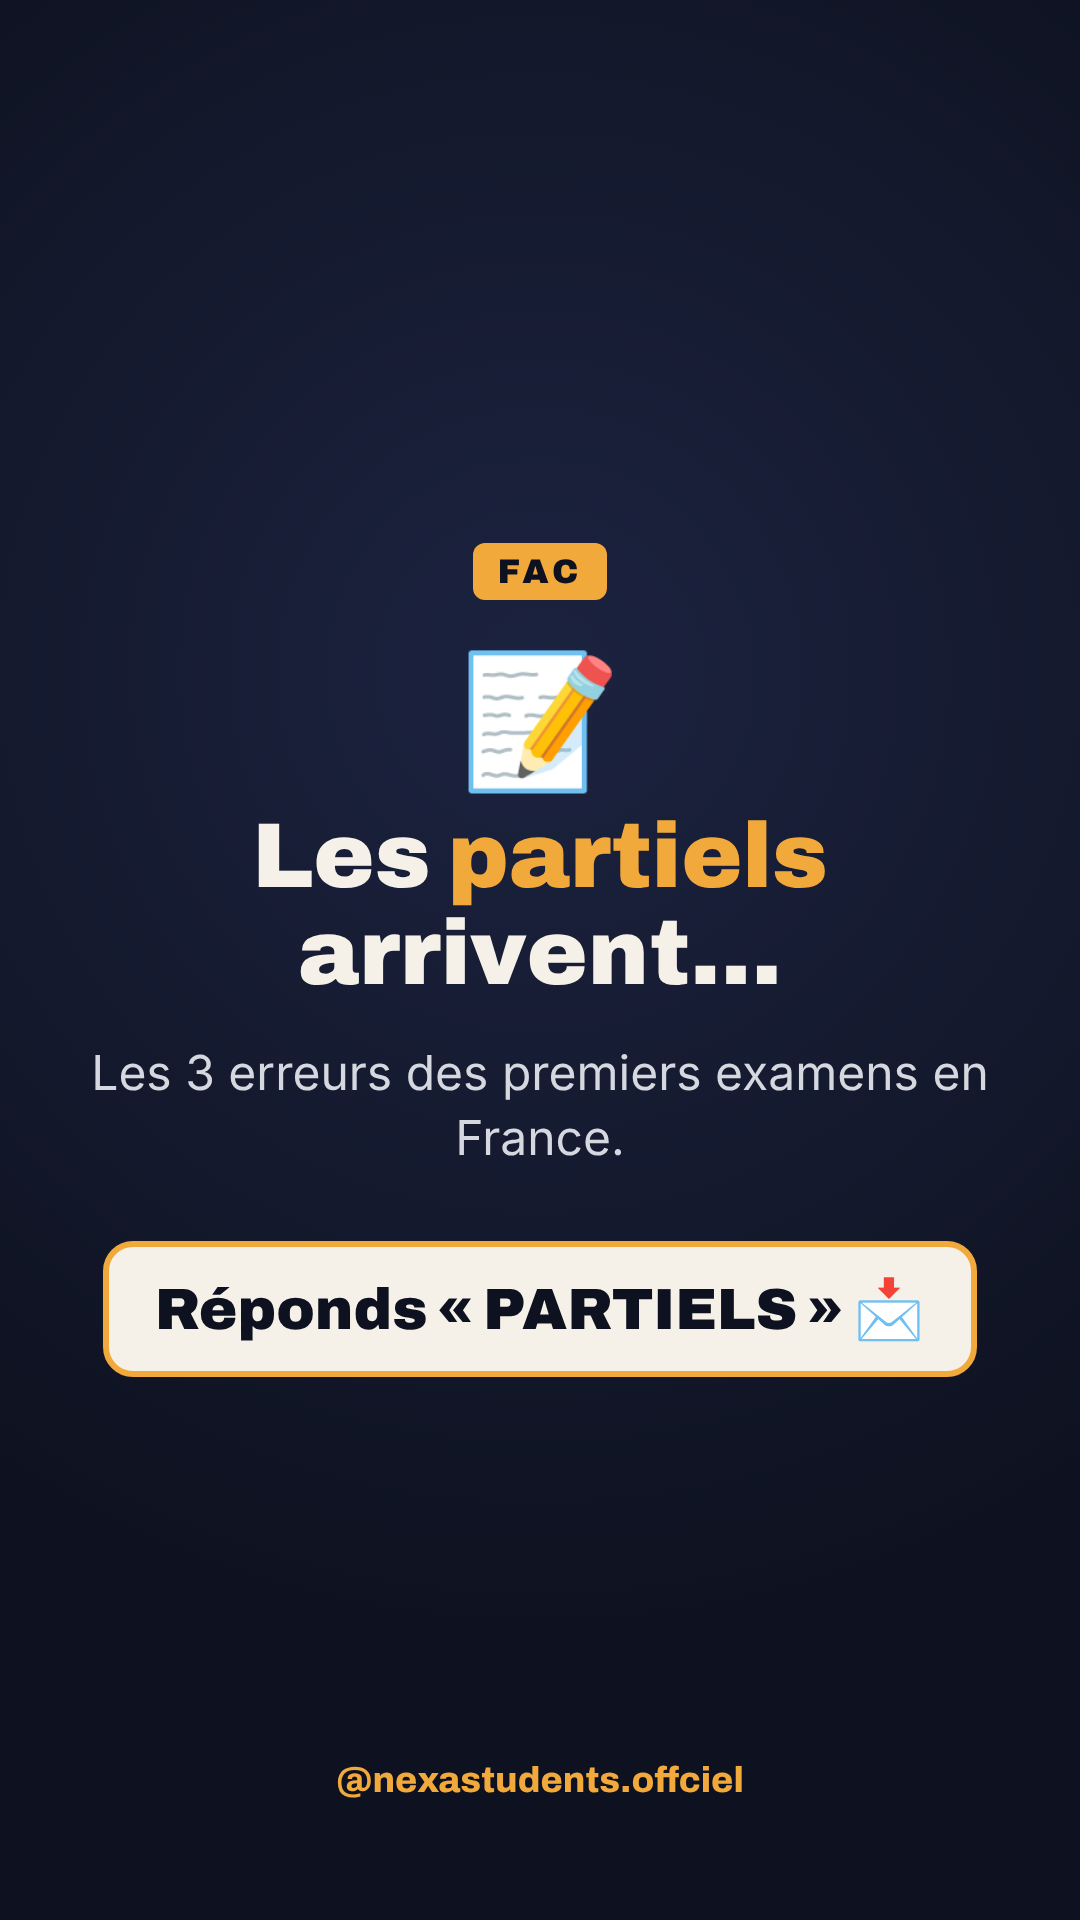 FAC
Les partiels
arrivent...
Les 3 erreurs des premiers examens en
France.
Réponds « PARTIELS » 📩
@nexastudents.offciel